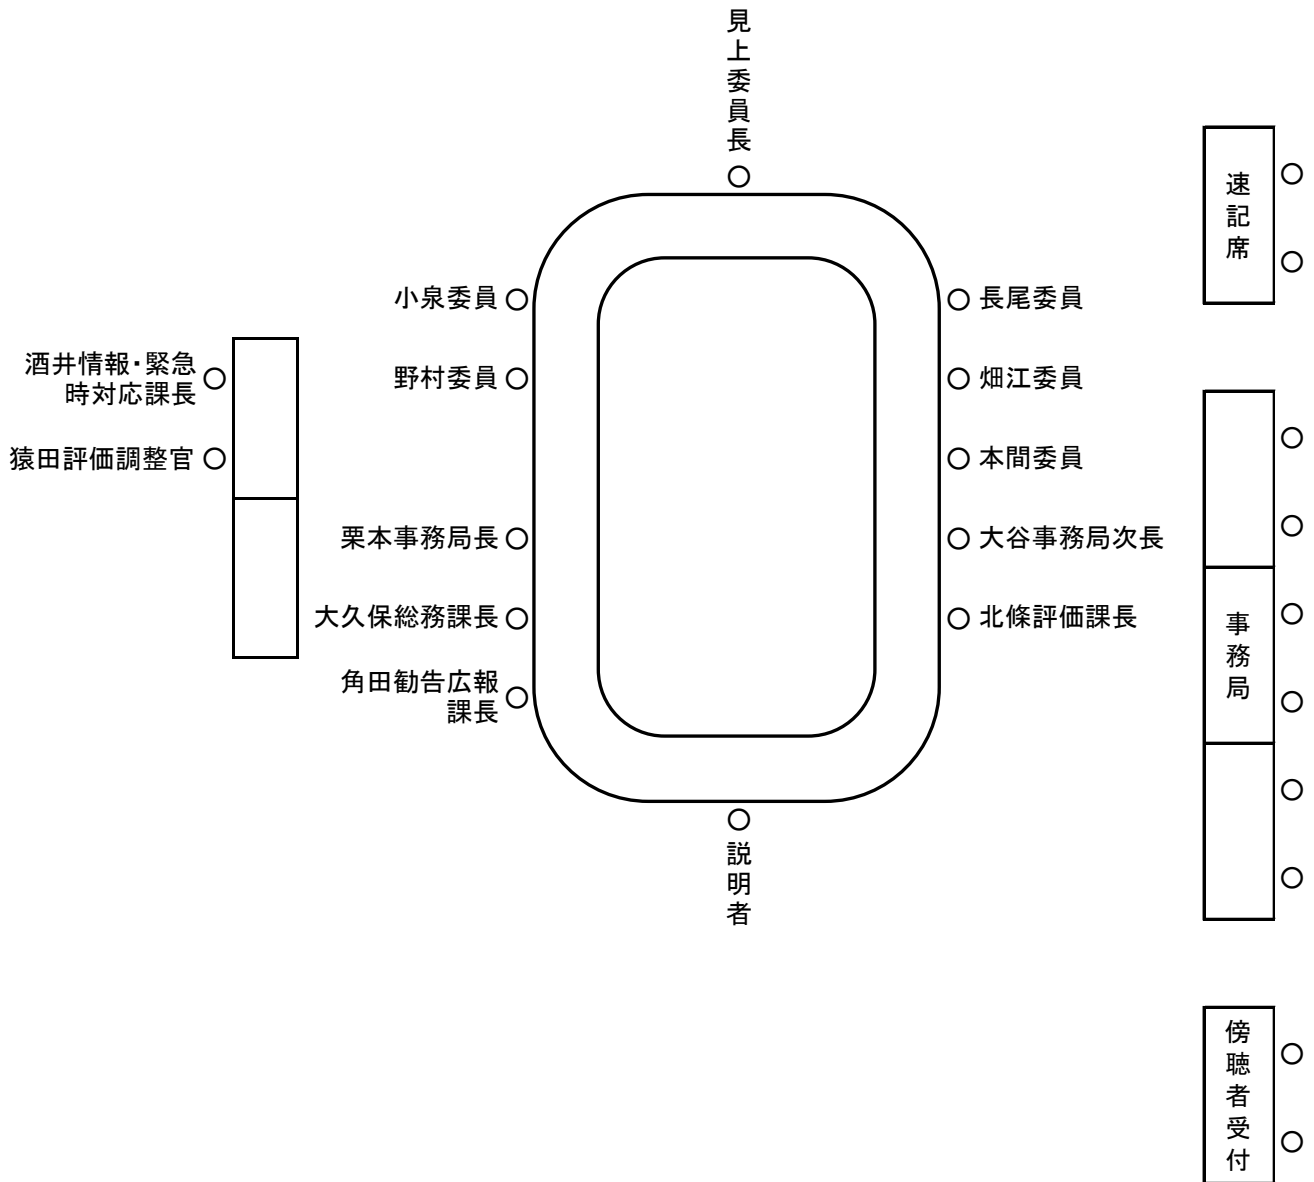 見上委員長
速記席
小泉委員
長尾委員
酒井情報・緊急
時対応課長
野村委員
畑江委員
猿田評価調整官
本間委員
栗本事務局長
大谷事務局次長
大久保総務課長
北條評価課長
事務局
角田勧告広報
課長
説明者
傍聴者受付